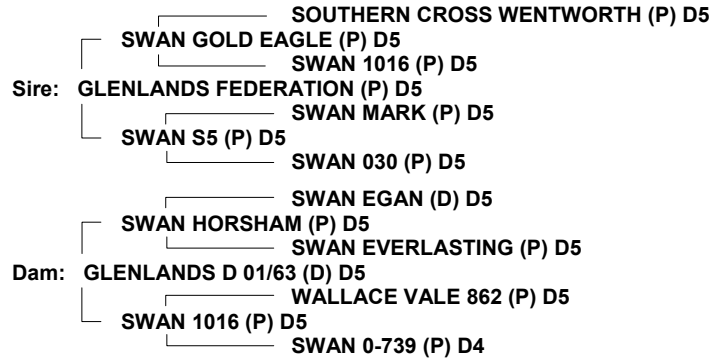 SOUTHERN CROSS WENTWORTH (P) D5
SWAN GOLD EAGLE (P) D5
SWAN 1016 (P) D5
Sire: GLENLANDS FEDERATION (P) D5
SWAN MARK (P) D5
SWAN S5 (P) D5
SWAN 030 (P) D5
SWAN EGAN (D) D5
SWAN HORSHAM (P) D5
SWAN EVERLASTING (P) D5
Dam: GLENLANDS D 01/63 (D) D5
WALLACE VALE 862 (P) D5
SWAN 1016 (P) D5
SWAN 0-739 (P) D4